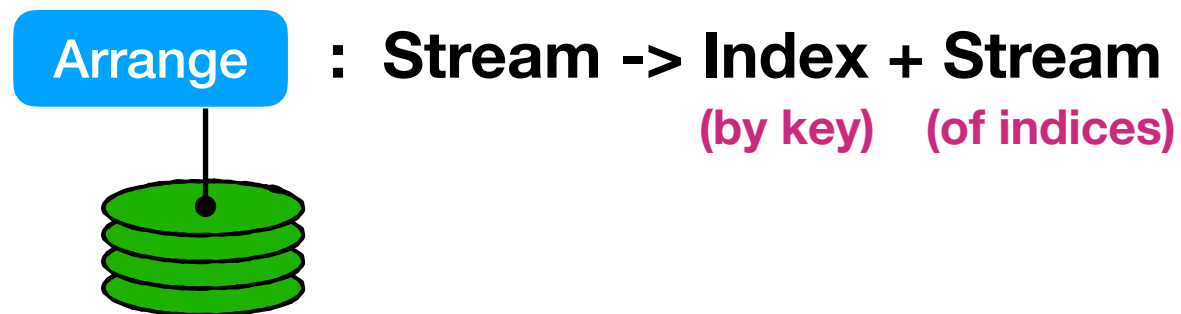 Arrange : Stream -> Index + Stream
(by key) (of indices)